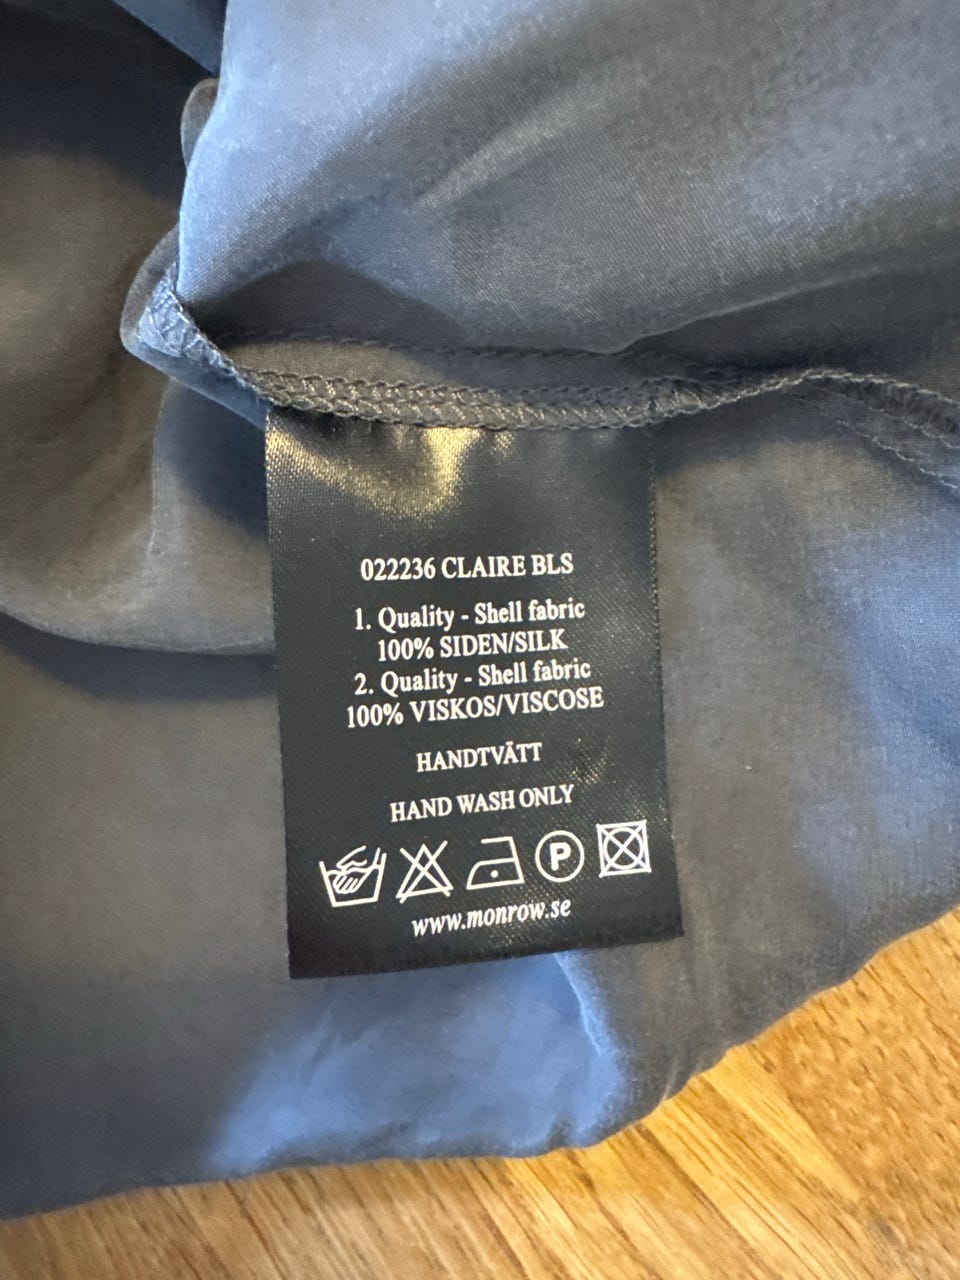 022236 CLAIRE BLS
1. Quality - Shell fabric
100% SIDEN/SILK
2. Quality - Shell fabric
100% VISKOS/VISCOSE
HANDTVÄTT
HAND WASH ONLY
P
www.monrow.se